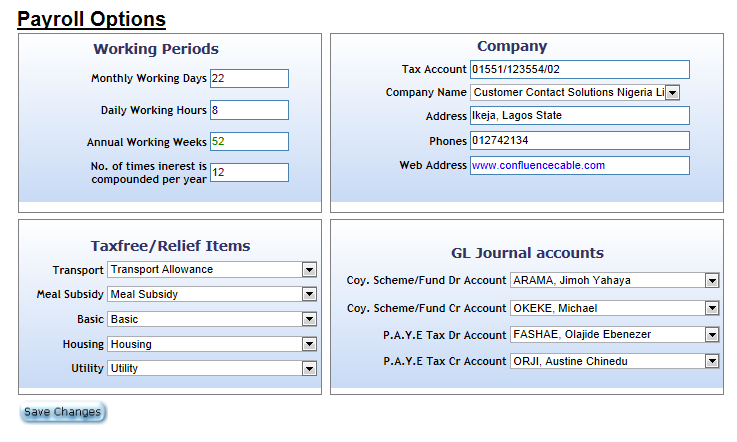 Payroll Options
Working Periods
Monthly Working Days 22
Daily Working Hours 8
Annual Working Weeks 52
No. of times inerest is
compounded per year 12
Company
Tax Account 01551/123554/02
Company Name Customer Contact Solutions Nigeria Li
Address Ikeja, Lagos State
Phones 012742134
Web Address www.confluencecable.com
Taxfree/Relief Items
Transport Transport Allowance
Meal Subsidy Meal Subsidy
Basic Basic
Housing Housing
Utility Utility
GL Journal accounts
Coy. Scheme/Fund Dr Account ARAMA, Jimoh Yahaya
Coy. Scheme/Fund Cr Account OKEKE, Michael
P.A.Y.E Tax Dr Account FASHAE, Olajide Ebenezer
P.A.Y.E Tax Cr Account ORJI, Austine Chinedu
Save Changes